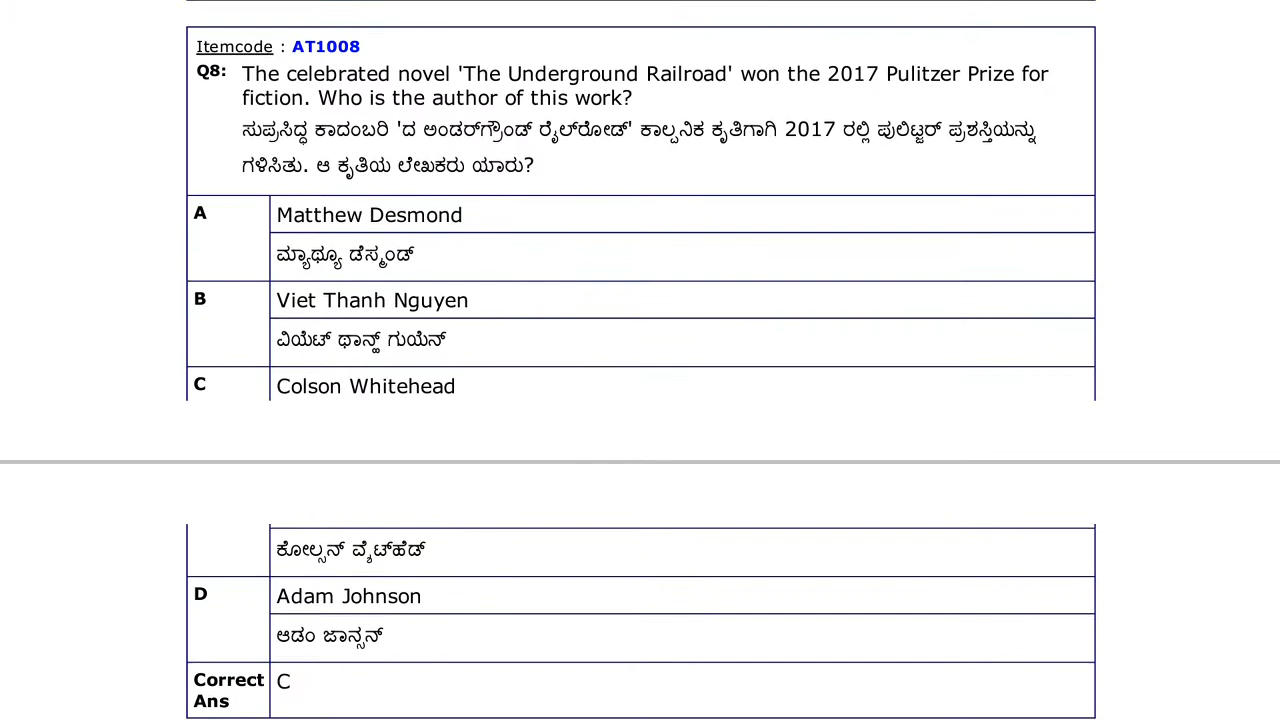 Itemcode : AT1008
Q8: The celebrated novel 'The Underground Railroad' won the 2017 Pulitzer Prize for
fiction. Who is the author of this work?
ಸುಪ್ರಸಿದ್ಧ ಕಾದಂಬರಿ 'ದ ಅಂಡರ್‌ಗ್ರೌಂಡ್ ರೈಲ್‌ರೋಡ್' ಕಾಲ್ಪನಿಕ ಕೃತಿಗಾಗಿ 2017 ರಲ್ಲಿ ಪುಲಿಟ್ಜರ್ ಪ್ರಶಸ್ತಿಯನ್ನು
ಗಳಿಸಿತು. ಆ ಕೃತಿಯ ಲೇಖಕರು ಯಾರು?
A Matthew Desmond
ಮ್ಯಾಥ್ಯೂ ಡೆಸ್ಮಂಡ್
B Viet Thanh Nguyen
ವಿಯೆಟ್ ಥಾನ್ಹ್ ಗುಯೆನ್
C Colson Whitehead
ಕೋಲ್ಸನ್ ವೈಟ್‌ಹೆಡ್
D Adam Johnson
ಆಡಂ ಜಾನ್ಸನ್
Correct C
Ans